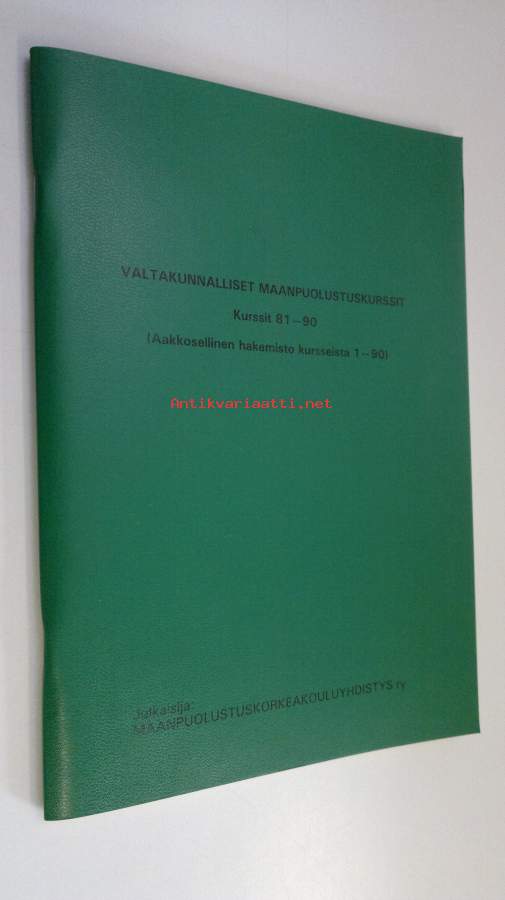 VALTAKUNNALLISET MAANPUOLUSTUSKURSSIT
Kurssit 81–90
(Aakkosellinen hakemisto kursseista 1–90)
Antikvariaatti.net
Julkaisija:
MAANPUOLUSTUSKORKEAKOULUYHDISTYS ry